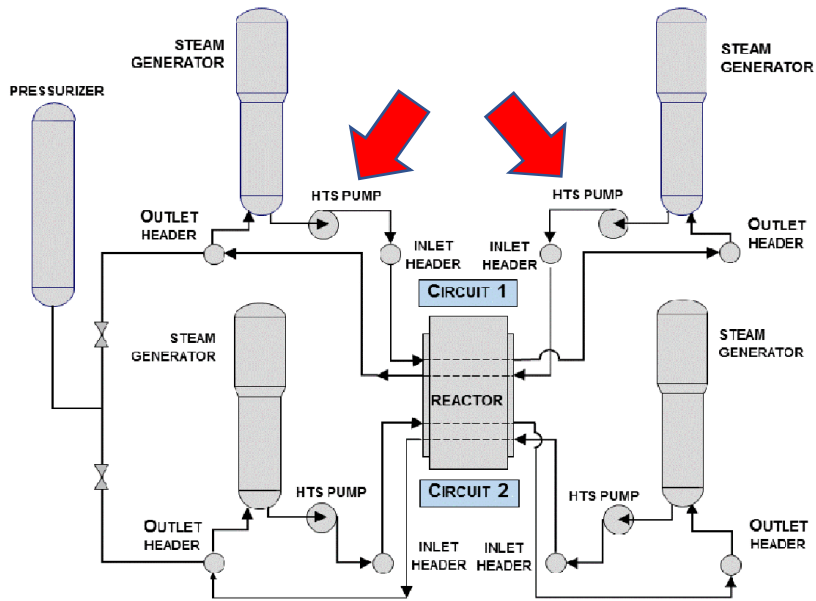 STEAM
GENERATOR
STEAM
GENERATOR
PRESSURIZER
HTS PUMP
HTS PUMP
OUTLET
HEADER
INLET
HEADER
INLET
HEADER
OUTLET
HEADER
CIRCUIT 1
STEAM
GENERATOR
STEAM
GENERATOR
REACTOR
CIRCUIT 2
HTS PUMP
HTS PUMP
OUTLET
HEADER
INLET
HEADER
INLET
HEADER
OUTLET
HEADER